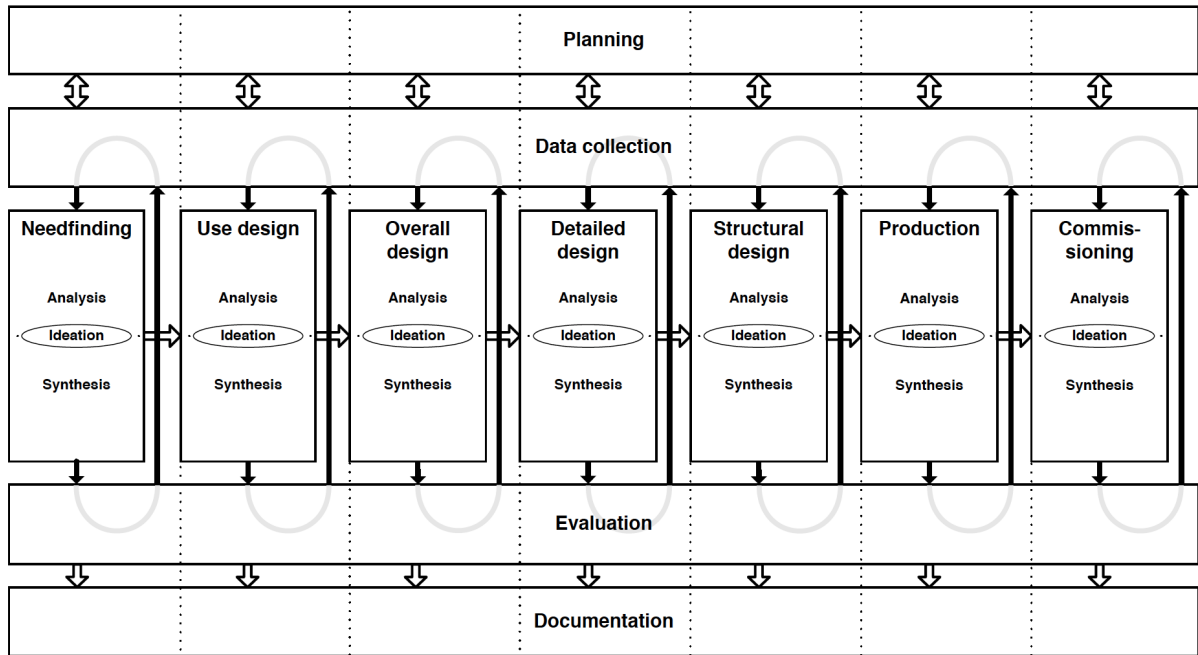 Planning
Data collection
Needfinding
Analysis
Ideation
Synthesis
Use design
Analysis
Ideation
Synthesis
Overall
design
Analysis
Ideation
Synthesis
Detailed
design
Analysis
Ideation
Synthesis
Structural
design
Analysis
Ideation
Synthesis
Production
Analysis
Ideation
Synthesis
Commis-
sioning
Analysis
Ideation
Synthesis
Evaluation
Documentation